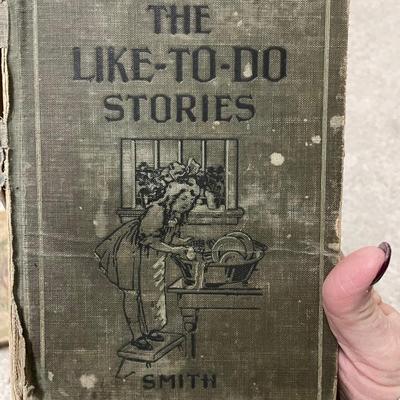 THE
LIKE-TO-DO
STORIES
SMITH